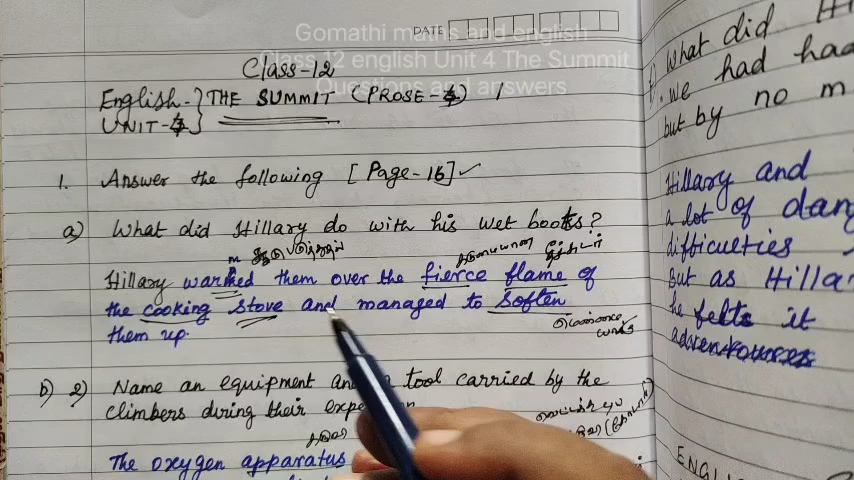 Gomathi maths and english
Class 12 english Unit 4 The Summit
Questions and answers
DATE
Class-12
English - } THE SUMMIT (PROSE-4) 1
UNIT-4 }
1. Answer the following [Page-116] ✓
a) What did Hillary do with his wet boots?
Hillary warmed them over the fierce flame of
the cooking stove and managed to soften
them up.
b) 2) Name an equipment and a tool carried by the
climbers during their
The oxygen apparatus
What did
we had had
but by no m
Hillary and
a lot of dan
difficulties
But as Hilla
he felts it
ENGL